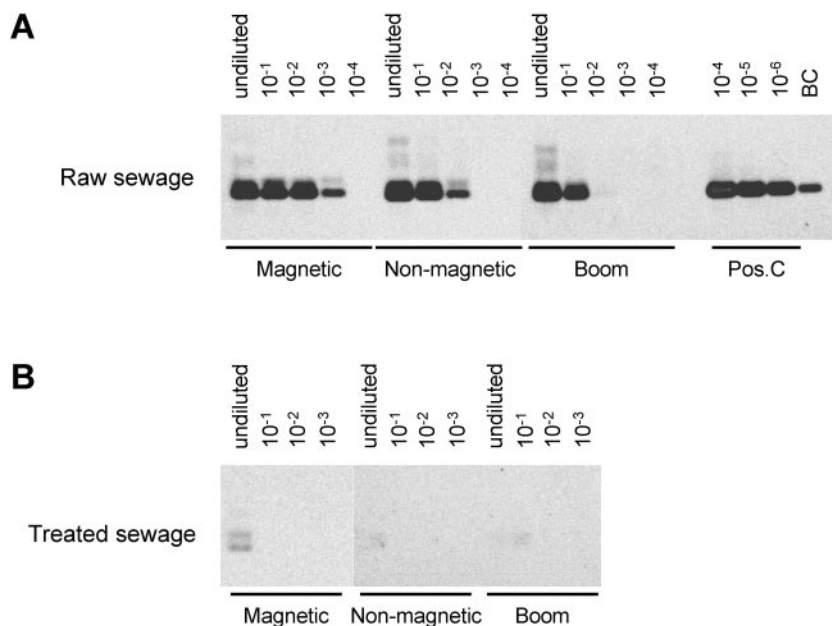 A
undiluted 10-1 10-2 10-3 10-4 undiluted 10-1 10-2 10-3 10-4 undiluted 10-1 10-2 10-3 10-4 10-4 10-5 10-6 BC
Raw sewage
Magnetic Non-magnetic Boom Pos.C
B
undiluted 10-1 10-2 10-3 undiluted 10-1 10-2 10-3 undiluted 10-1 10-2 10-3
Treated sewage
Magnetic Non-magnetic Boom